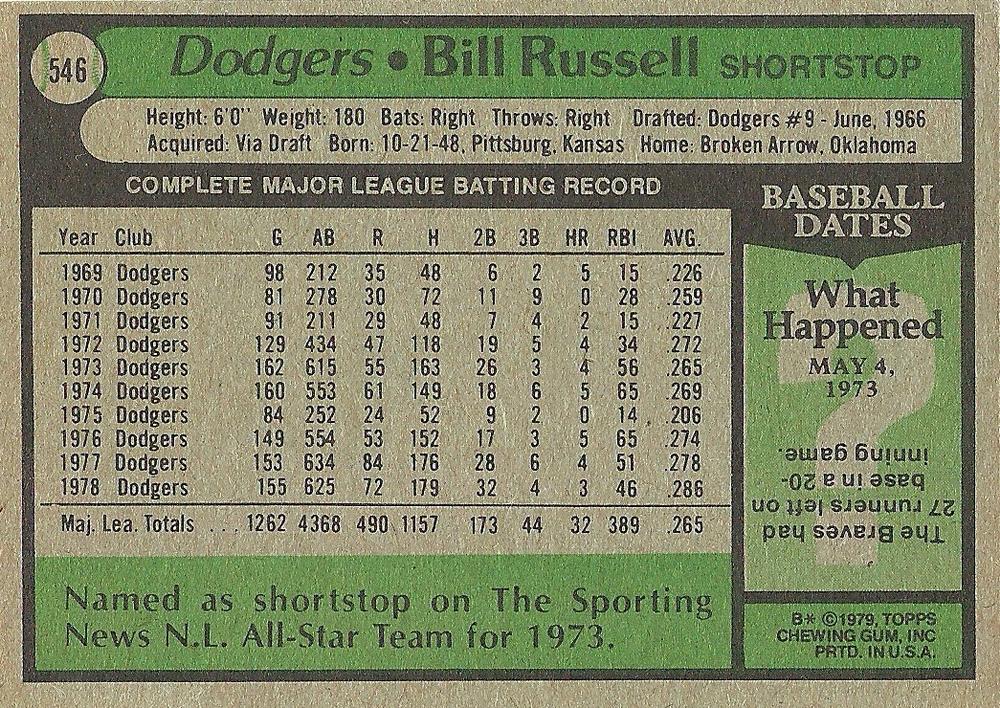 546
Dodgers • Bill Russell SHORTSTOP
Height: 6'0" Weight: 180 Bats: Right Throws: Right Drafted: Dodgers #9 - June, 1966
Acquired: Via Draft Born: 10-21-48, Pittsburg, Kansas Home: Broken Arrow, Oklahoma
COMPLETE MAJOR LEAGUE BATTING RECORD
Year Club G AB R H 2B 3B HR RBI AVG.
1969 Dodgers 98 212 35 48 6 2 5 15 .226
1970 Dodgers 81 278 30 72 11 9 0 28 .259
1971 Dodgers 91 211 29 48 7 4 2 15 .227
1972 Dodgers 129 434 47 118 19 5 4 34 .272
1973 Dodgers 162 615 55 163 26 3 4 56 .265
1974 Dodgers 160 553 61 149 18 6 5 65 .269
1975 Dodgers 84 252 24 52 9 2 0 14 .206
1976 Dodgers 149 554 53 152 17 3 5 65 .274
1977 Dodgers 153 634 84 176 28 6 4 51 .278
1978 Dodgers 155 625 72 179 32 4 3 46 .286
Maj. Lea. Totals ... 1262 4368 490 1157 173 44 32 389 .265
Named as shortstop on The Sporting
News N.L. All-Star Team for 1973.
BASEBALL
DATES
What
Happened
MAY 4,
1973
The Braves had
27 runners left on
base in a 20-
inning game.
B* ©1979, TOPPS
CHEWING GUM, INC
PRTD. IN U.S.A.